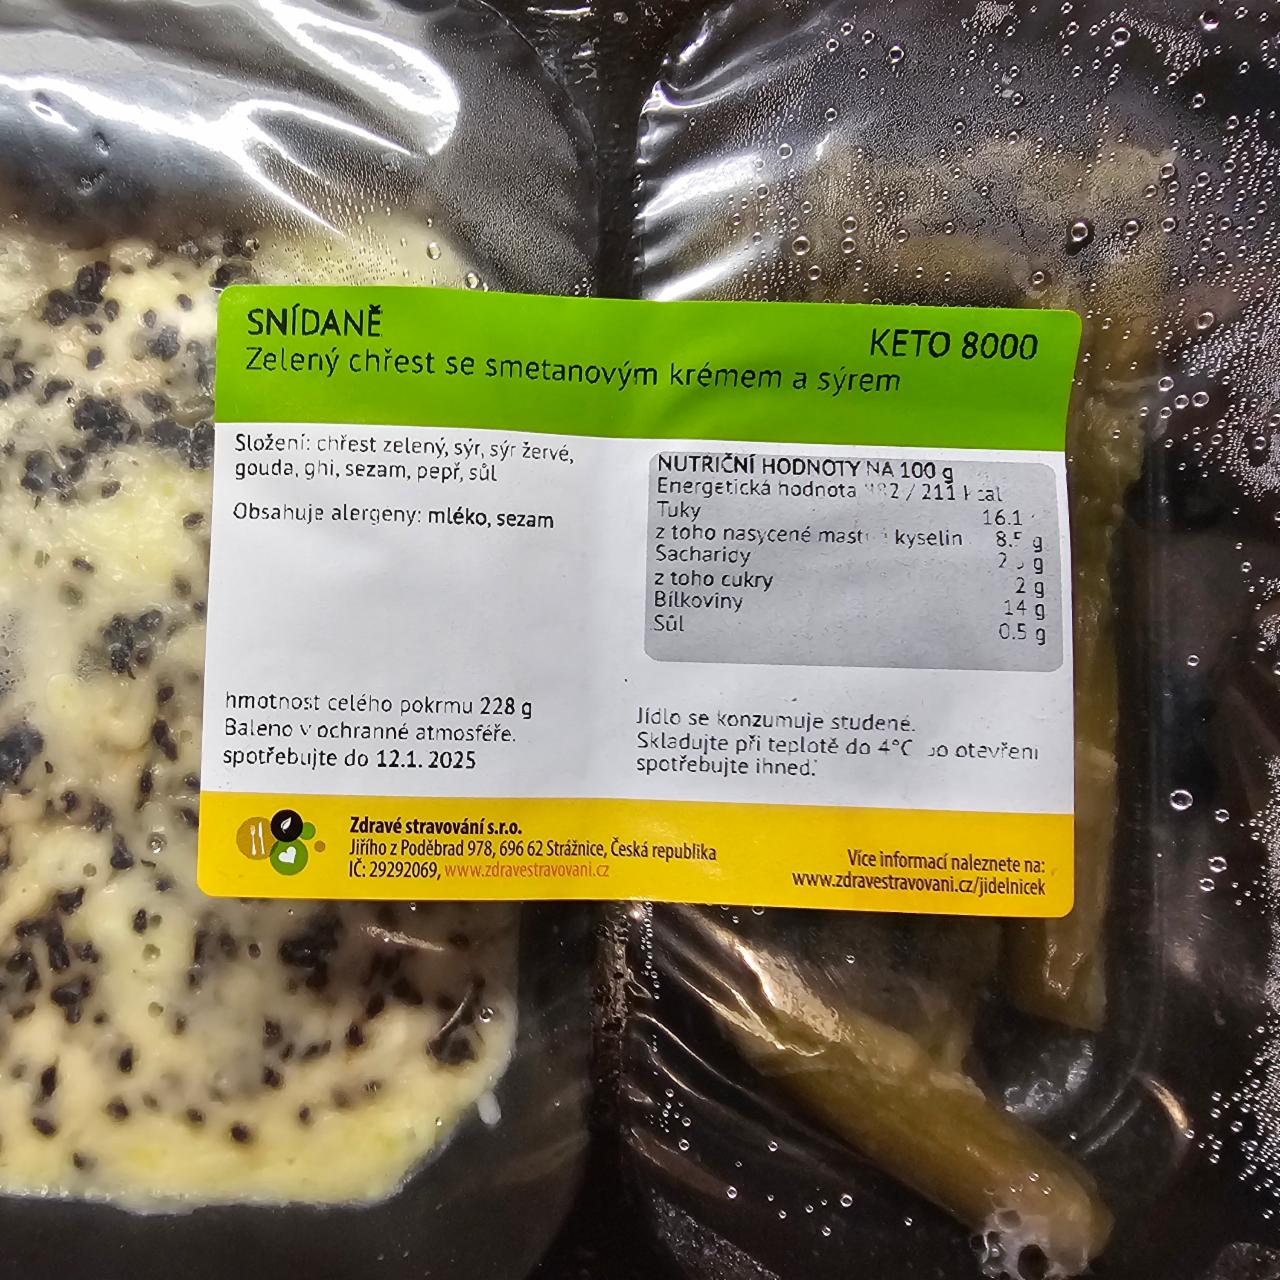 SNÍDANĚ
KETO 8000
Zelený chřest se smetanovým krémem a sýrem
Složení: chřest zelený, sýr, sýr žervé,
gouda, ghi, sezam, pepř, sůl
Obsahuje alergeny: mléko, sezam
NUTRIČNÍ HODNOTY NA 100 g
Energetická hodnota / 211 kcal
Tuky 16.1
z toho nasycené kyselin g
Sacharidy g
z toho cukry 2 g
Bílkoviny 14 g
Sůl 0.5 g
hmotnost celého pokrmu 228 g
Baleno v ochranné atmosféře.
spotřebujte do 12.1. 2025
Jídlo se konzumuje studené.
Skladujte při teplotě do 4°C po otevření
spotřebujte ihned.
Zdravé stravování s.r.o.
Jiřího z Poděbrad 978, 696 62 Strážnice, Česká republika
IČ: 29292069, www.zdravestravovani.cz
Více informací naleznete na:
www.zdravestravovani.cz/jidelnicek